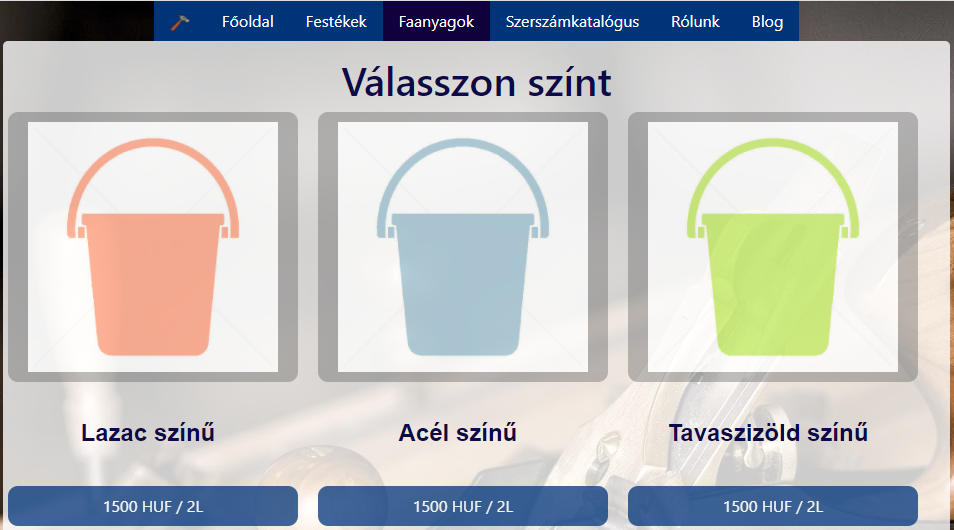 Főoldal Festékek Faanyagok Szerszámkatalógus Rólunk Blog
Válasszon színt
Lazac színű Acél színű Tavaszizöld színű
1500 HUF / 2L 1500 HUF / 2L 1500 HUF / 2L